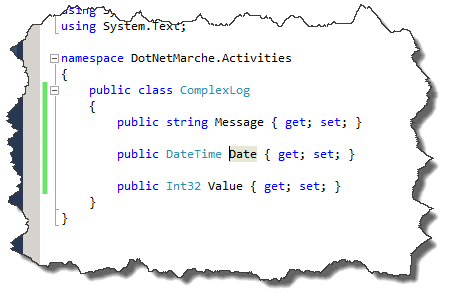 using
using System.Text;
namespace DotNetMarche.Activities
{
public class ComplexLog
{
public string Message { get; set; }
public DateTime Date { get; set; }
public Int32 Value { get; set; }
}
}